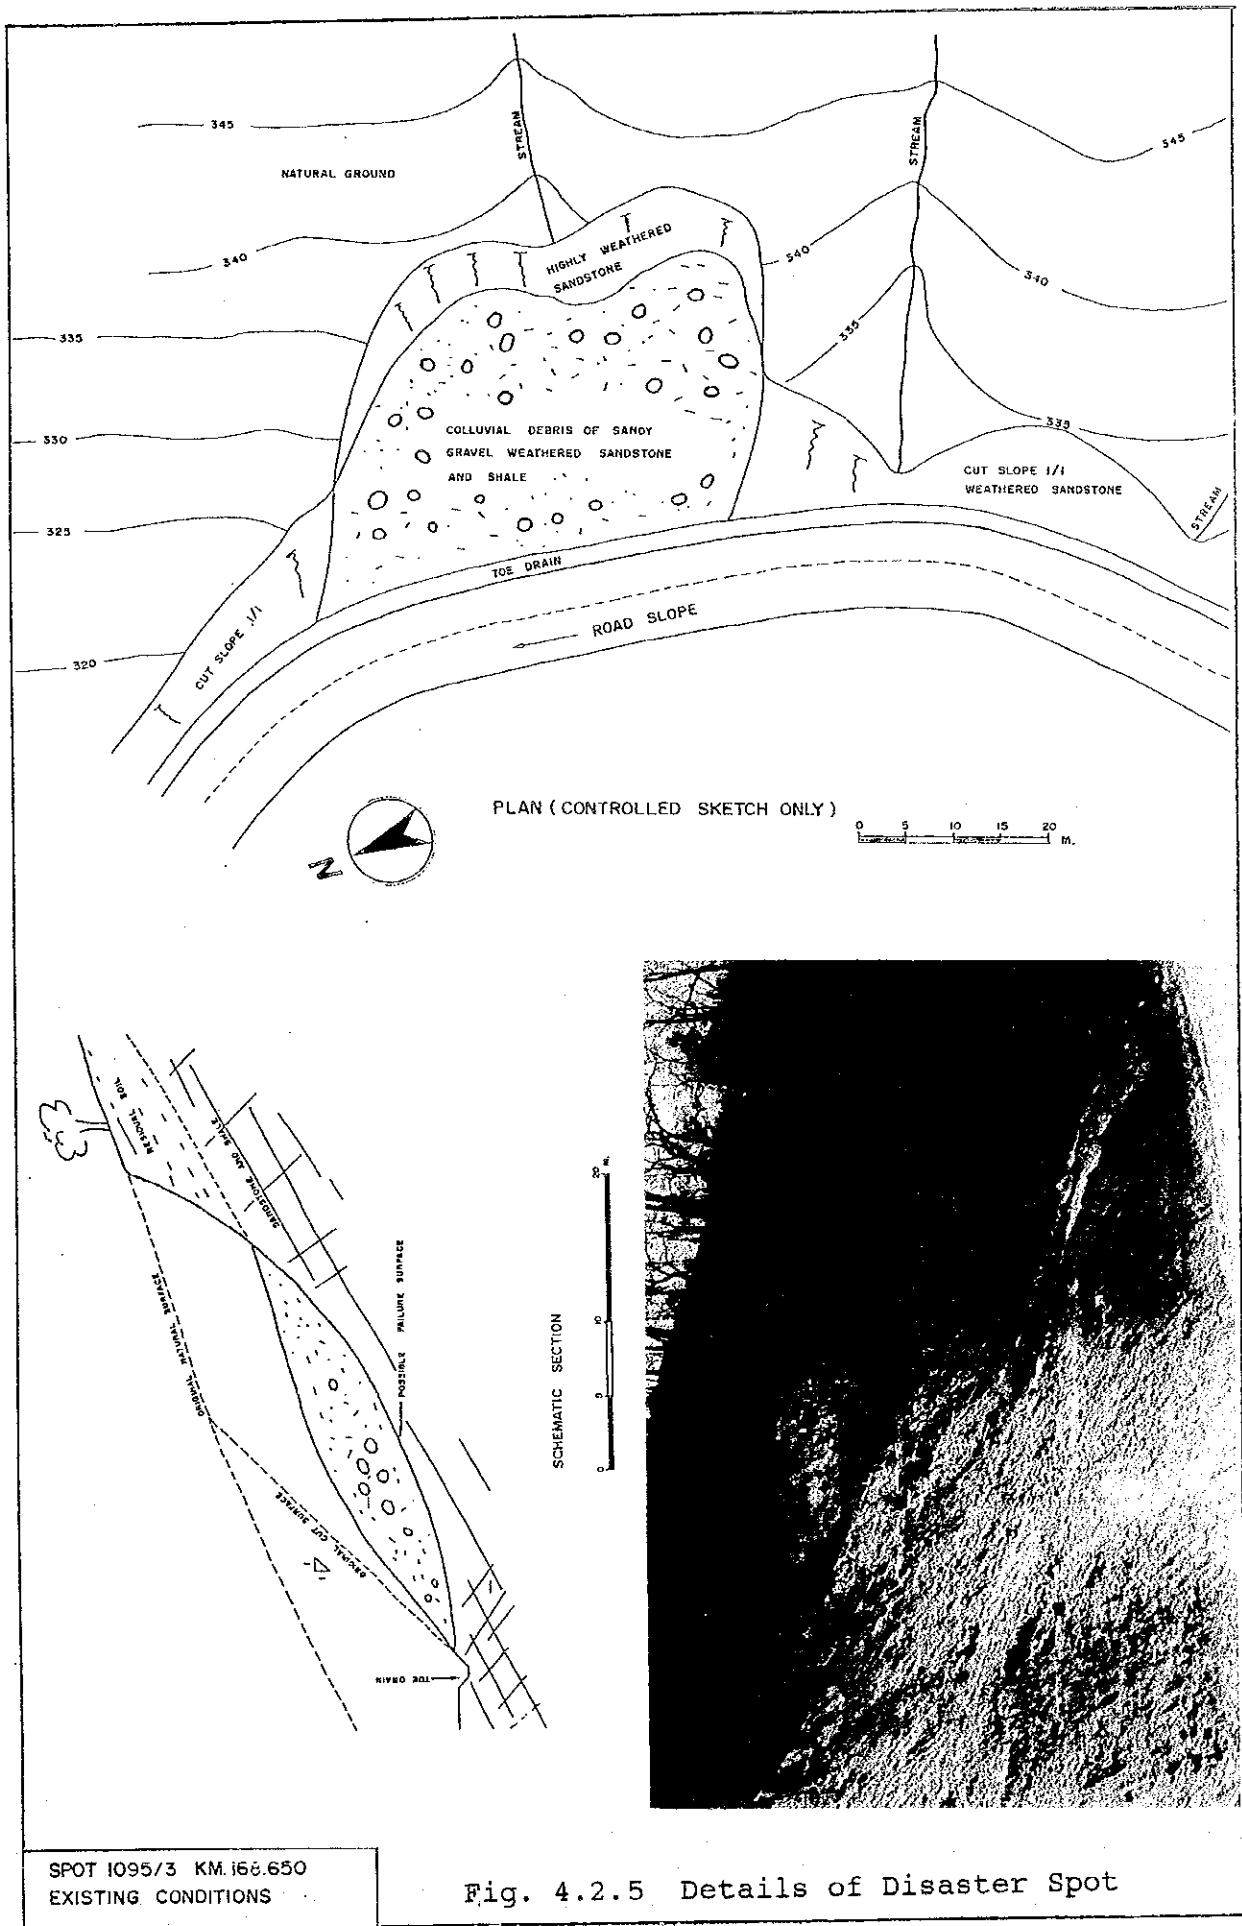 345
STREAM
STREAM
345
NATURAL GROUND
340
HIGHLY WEATHERED
SANDSTONE
340
340
335
335
330
335
COLLUVIAL DEBRIS OF SANDY
GRAVEL WEATHERED SANDSTONE
AND SHALE
CUT SLOPE 1/1
WEATHERED SANDSTONE
STREAM
325
TOE DRAIN
ROAD SLOPE
320
CUT SLOPE 1/1
N
PLAN (CONTROLLED SKETCH ONLY)
0 5 10 15 20 m.
RESIDUAL SOIL
SANDSTONE AND SHALE
ORIGINAL NATURAL SURFACE
POSSIBLE FAILURE SURFACE
ORIGINAL CUT SURFACE
TOE DRAIN
SCHEMATIC SECTION
0 5 10 20 m.
SPOT 1095/3 KM. 168.650
EXISTING CONDITIONS
Fig. 4.2.5 Details of Disaster Spot